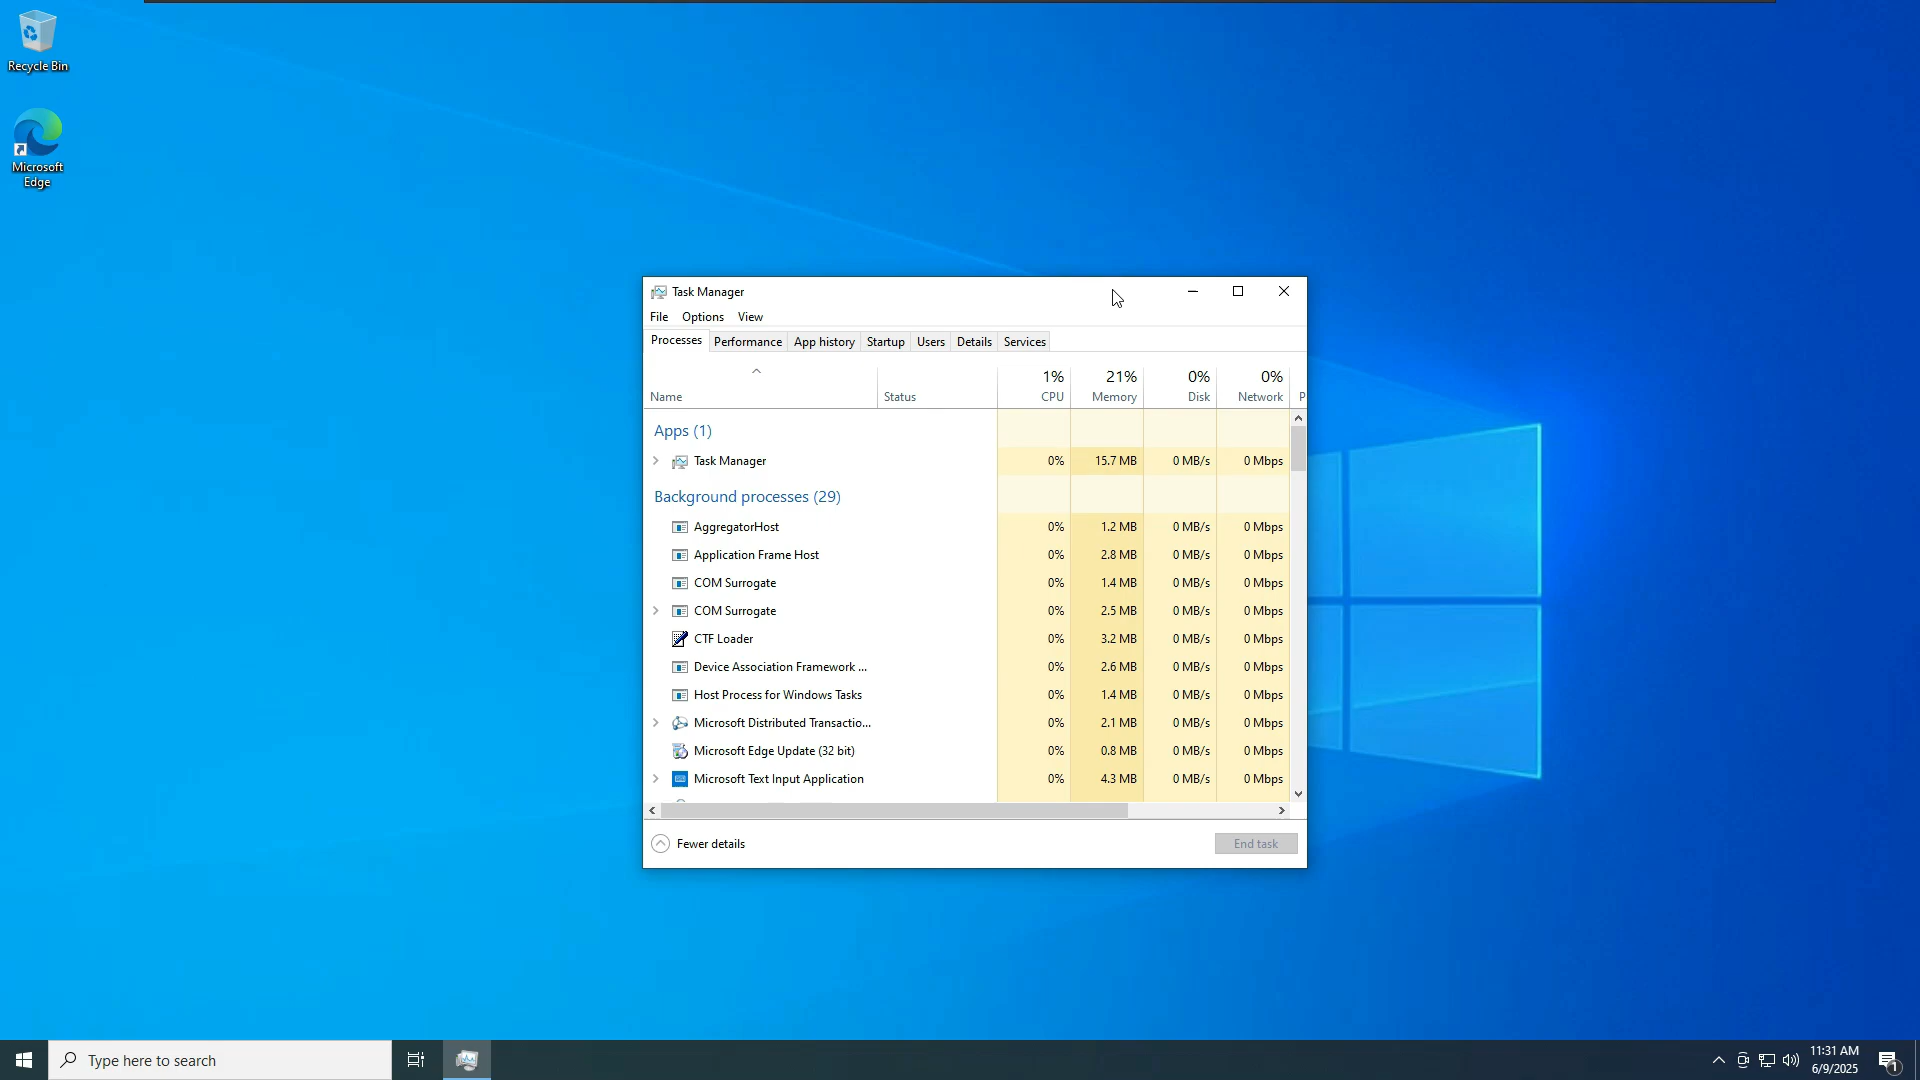 Recycle Bin
Microsoft
Edge
Task Manager
File Options View
Processes Performance App history Startup Users Details Services
1% 21% 0% 0%
Name Status CPU Memory Disk Network P
Apps (1)
Task Manager 0% 15.7 MB 0 MB/s 0 Mbps
Background processes (29)
AggregatorHost 0% 1.2 MB 0 MB/s 0 Mbps
Application Frame Host 0% 2.8 MB 0 MB/s 0 Mbps
COM Surrogate 0% 1.4 MB 0 MB/s 0 Mbps
COM Surrogate 0% 2.5 MB 0 MB/s 0 Mbps
CTF Loader 0% 3.2 MB 0 MB/s 0 Mbps
Device Association Framework ... 0% 2.6 MB 0 MB/s 0 Mbps
Host Process for Windows Tasks 0% 1.4 MB 0 MB/s 0 Mbps
Microsoft Distributed Transactio... 0% 2.1 MB 0 MB/s 0 Mbps
Microsoft Edge Update (32 bit) 0% 0.8 MB 0 MB/s 0 Mbps
Microsoft Text Input Application 0% 4.3 MB 0 MB/s 0 Mbps
Fewer details End task
Type here to search
11:31 AM
6/9/2025
1